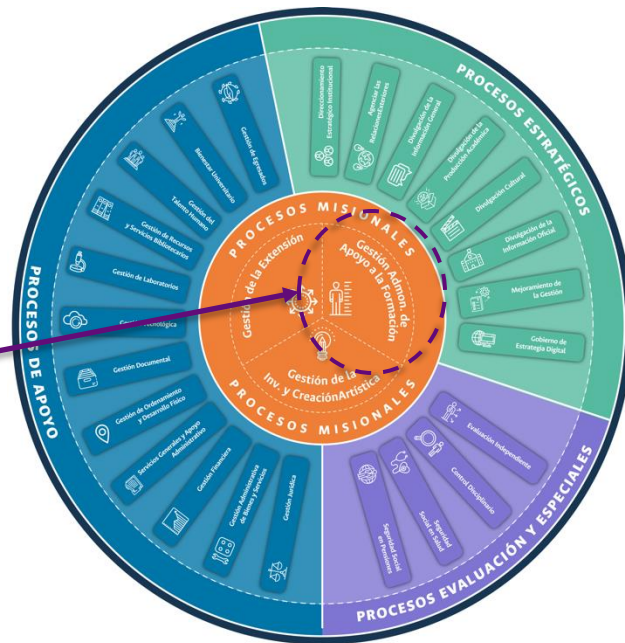 PROCESOS ESTRATÉGICOS
Direccionamiento
Estratégico Institucional
Agenciar las
RelacionesExteriores
Divulgación de la
Información General
Divulgación de la
Producción Académica
Divulgación Cultural
Divulgación de la
Información Oficial
Mejoramiento de
la Gestión
Gobierno de
Estrategia Digital
PROCESOS EVALUACIÓN Y ESPECIALES
Evaluación Independiente
Control Disciplinario
Seguridad
Social en Salud
Seguridad Social
en Pensiones
PROCESOS DE APOYO
Gestión de Egresados
Bienestar Universitario
Gestión del
Talento Humano
Gestión de Recursos
y Servicios Bibliotecarios
Gestión de Laboratorios
Gestión Documental
Gestión de Ordenamiento
y Desarrollo Físico
Servicios Generales y Apoyo
Administrativo
Gestión Financiera
Gestión Administrativa
de Bienes y Servicios
Gestión Jurídica
PROCESOS MISIONALES
Gestión de la Extensión
Gestión Admon. de
Apoyo a la Formación
Gestión de la
Inv. y CreaciónArtística
PROCESOS MISIONALES